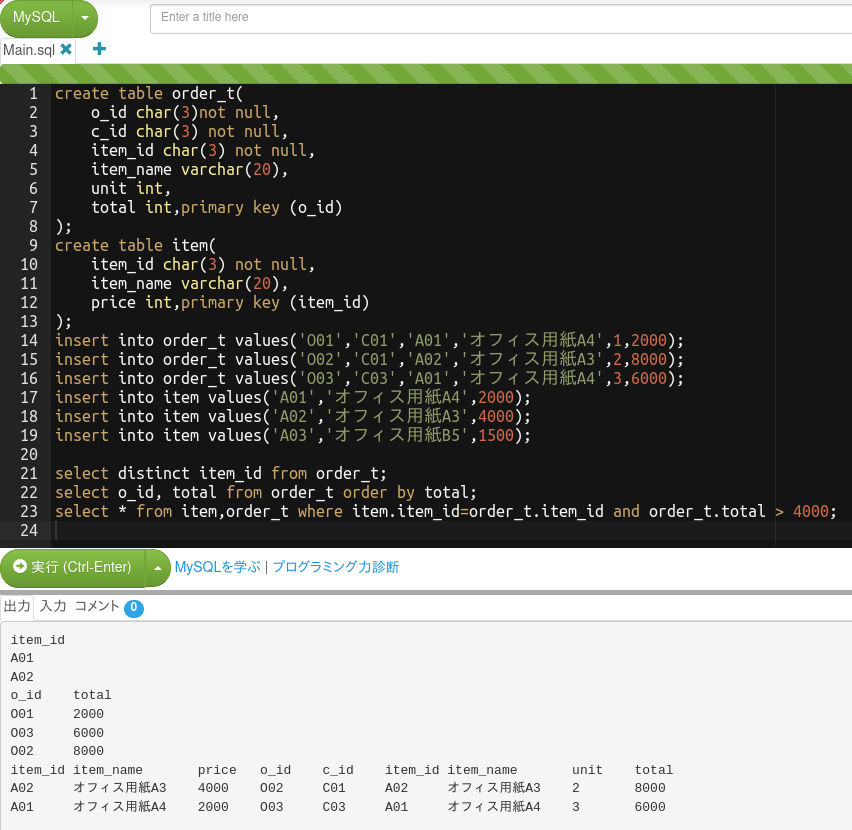 MySQL Enter a title here
Main.sql
1 create table order_t(
2 o_id char(3)not null,
3 c_id char(3) not null,
4 item_id char(3) not null,
5 item_name varchar(20),
6 unit int,
7 total int,primary key (o_id)
8 );
9 create table item(
10 item_id char(3) not null,
11 item_name varchar(20),
12 price int,primary key (item_id)
13 );
14 insert into order_t values('O01','C01','A01','オフィス用紙A4',1,2000);
15 insert into order_t values('O02','C01','A02','オフィス用紙A3',2,8000);
16 insert into order_t values('O03','C03','A01','オフィス用紙A4',3,6000);
17 insert into item values('A01','オフィス用紙A4',2000);
18 insert into item values('A02','オフィス用紙A3',4000);
19 insert into item values('A03','オフィス用紙B5',1500);
20
21 select distinct item_id from order_t;
22 select o_id, total from order_t order by total;
23 select * from item,order_t where item.item_id=order_t.item_id and order_t.total > 4000;
24
実行 (Ctrl-Enter) MySQLを学ぶ | プログラミング力診断
出力 入力 コメント 0
item_id
A01
A02
o_id total
O01 2000
O03 6000
O02 8000
item_id item_name price o_id c_id item_id item_name unit total
A02 オフィス用紙A3 4000 O02 C01 A02 オフィス用紙A3 2 8000
A01 オフィス用紙A4 2000 O03 C03 A01 オフィス用紙A4 3 6000